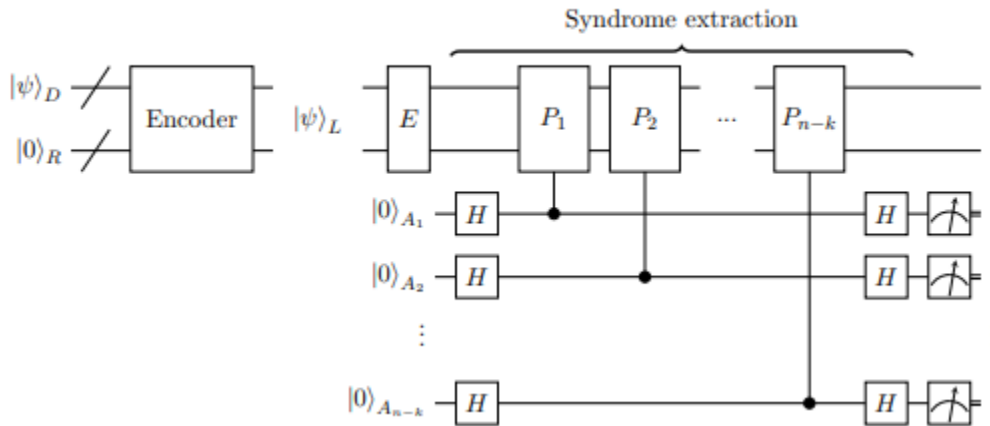 Syndrome extraction
|ψ⟩_D
Encoder
|ψ⟩_L
E
P_1
P_2
...
P_{n−k}
|0⟩_R
|0⟩_{A_1}
H
H
|0⟩_{A_2}
H
H
⋮
|0⟩_{A_{n−k}}
H
H